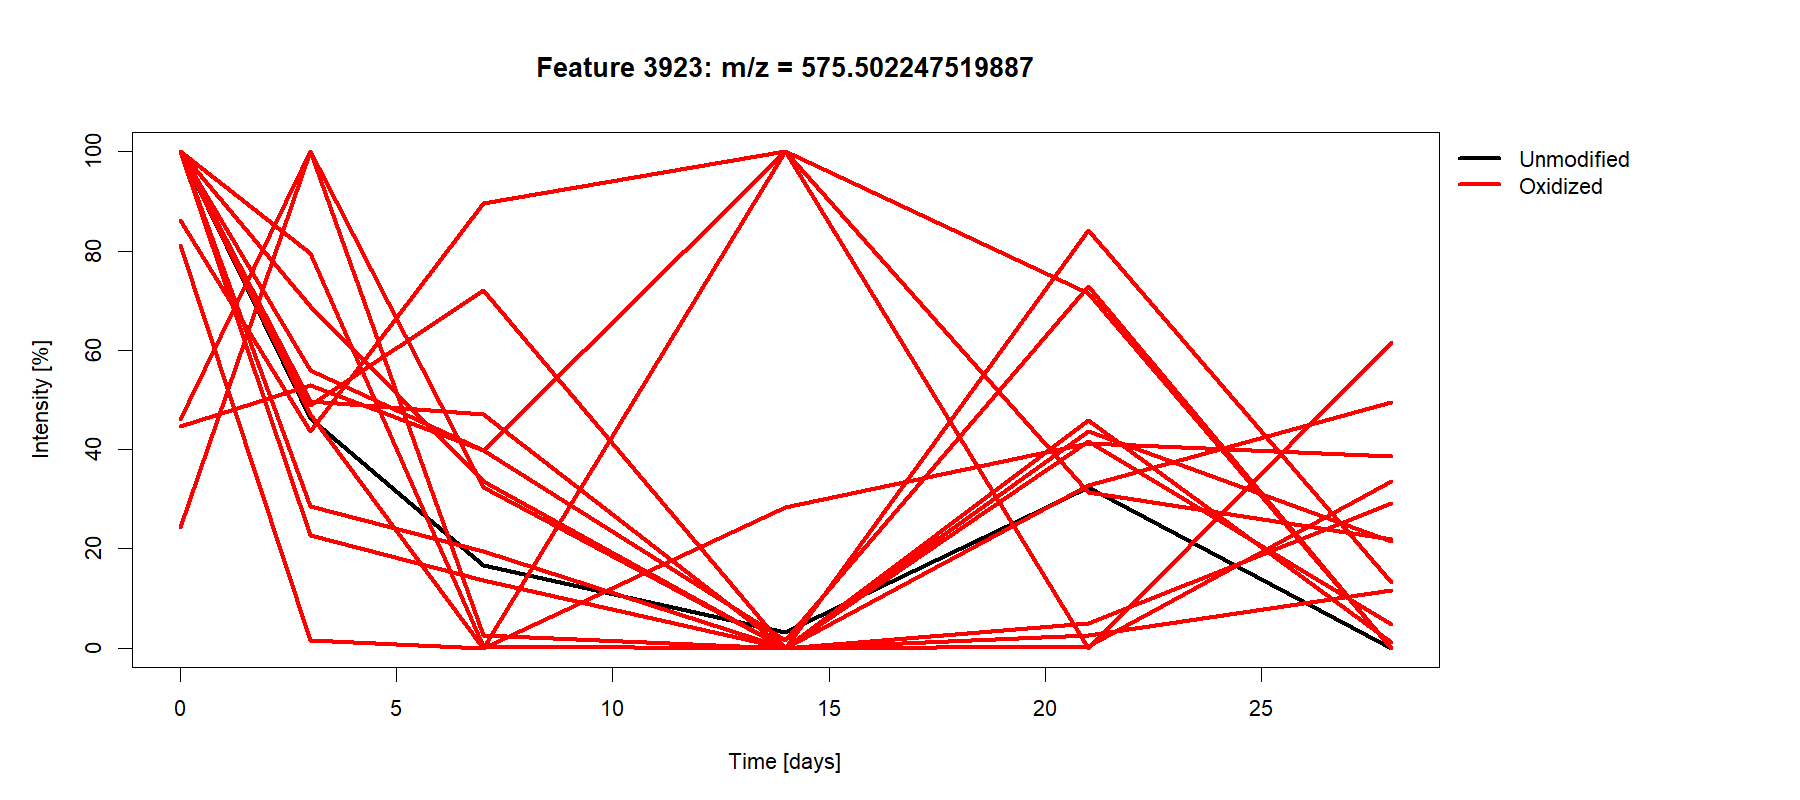 Feature 3923: m/z = 575.502247519887
Unmodified
Oxidized
100
80
60
40
20
0
Intensity [%]
0 5 10 15 20 25
Time [days]